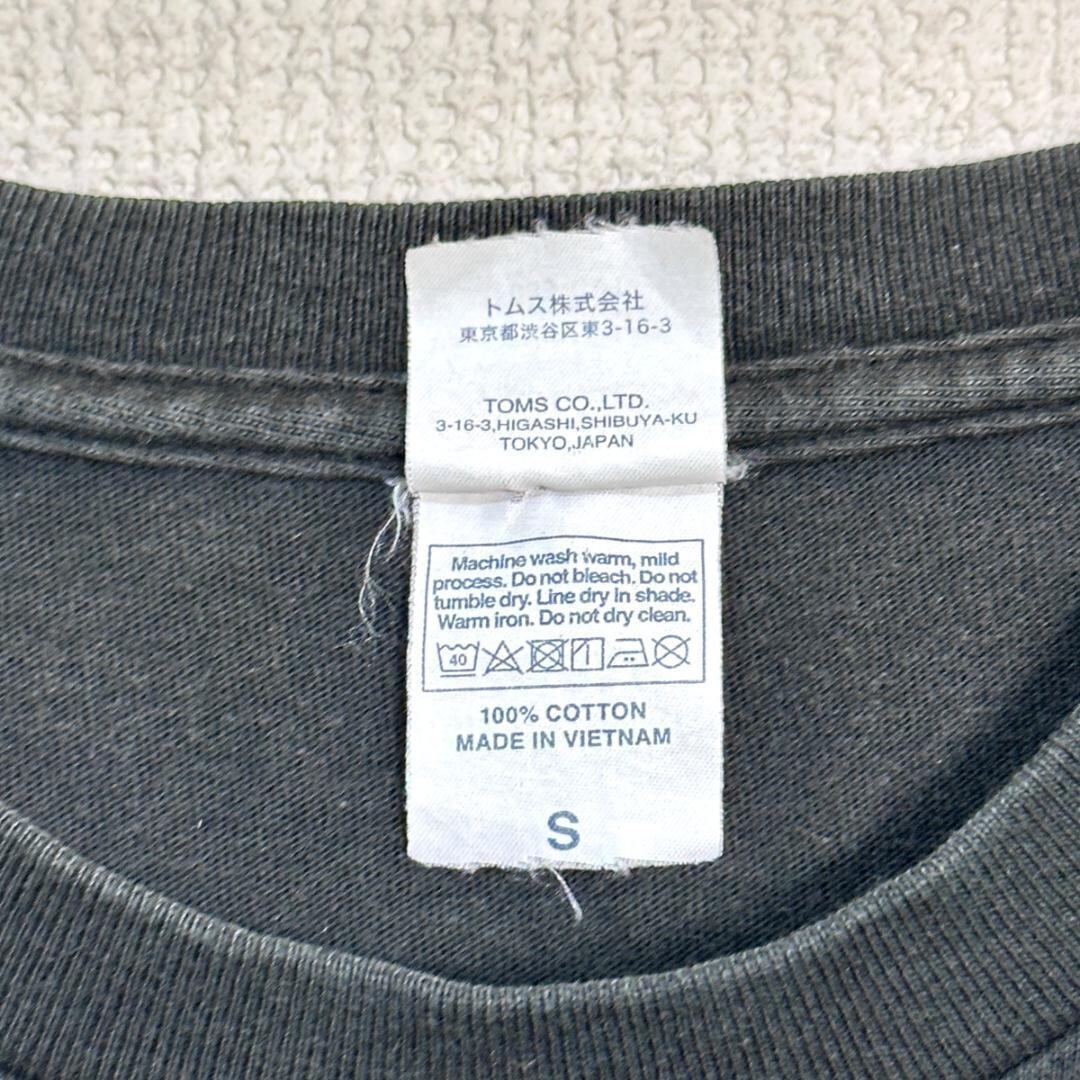 トムス株式会社
東京都渋谷区東3-16-3
TOMS CO.,LTD.
3-16-3,HIGASHI,SHIBUYA-KU
TOKYO,JAPAN
Machine wash warm, mild
process. Do not bleach. Do not
tumble dry. Line dry in shade.
Warm iron. Do not dry clean.
40
100% COTTON
MADE IN VIETNAM
S